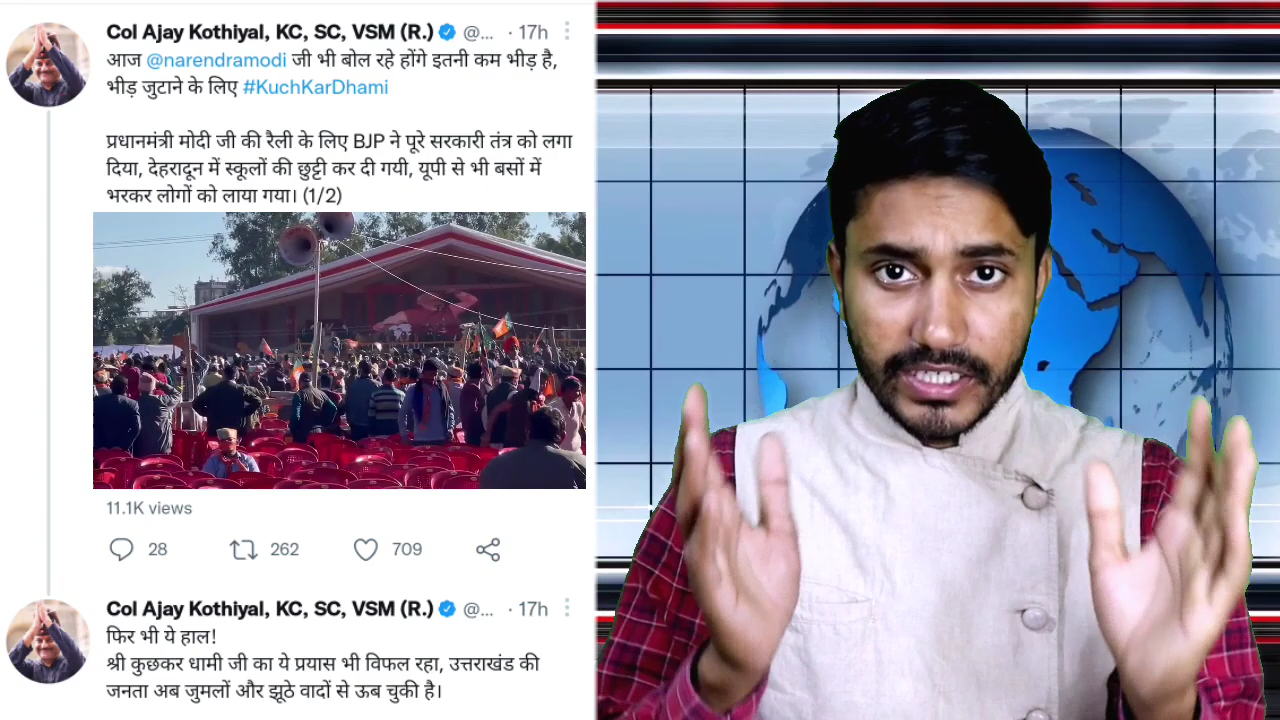 Col Ajay Kothiyal, KC, SC, VSM (R.) @... · 17h
आज @narendramodi जी भी बोल रहे होंगे इतनी कम भीड़ है,
भीड़ जुटाने के लिए #KuchKarDhami
प्रधानमंत्री मोदी जी की रैली के लिए BJP ने पूरे सरकारी तंत्र को लगा
दिया, देहरादून में स्कूलों की छुट्टी कर दी गयी, यूपी से भी बसों में
भरकर लोगों को लाया गया। (1/2)
11.1K views
28 262 709
Col Ajay Kothiyal, KC, SC, VSM (R.) @... · 17h
फिर भी ये हाल!
श्री कुछकर धामी जी का ये प्रयास भी विफल रहा, उत्तराखंड की
जनता अब जुमलों और झूठे वादों से ऊब चुकी है।